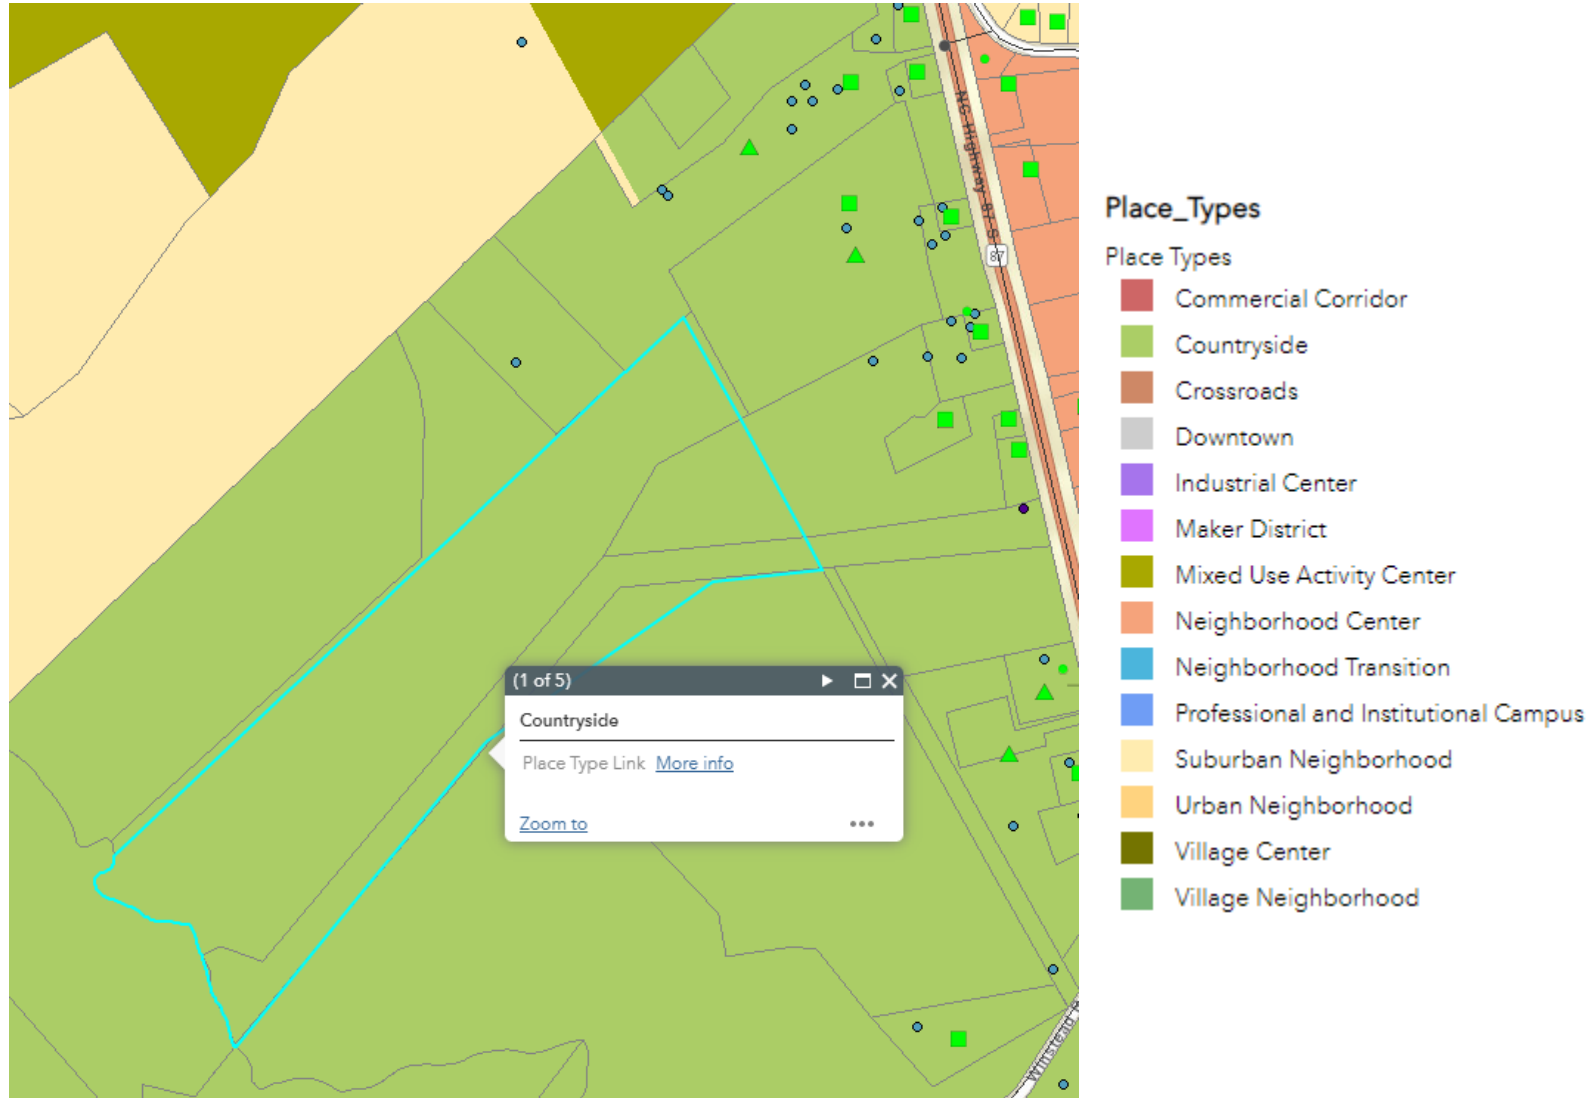 NC Highway 87 S
87
(1 of 5)
Countryside
Place Type Link More info
Zoom to
Winstead
Place_Types
Place Types
Commercial Corridor
Countryside
Crossroads
Downtown
Industrial Center
Maker District
Mixed Use Activity Center
Neighborhood Center
Neighborhood Transition
Professional and Institutional Campus
Suburban Neighborhood
Urban Neighborhood
Village Center
Village Neighborhood